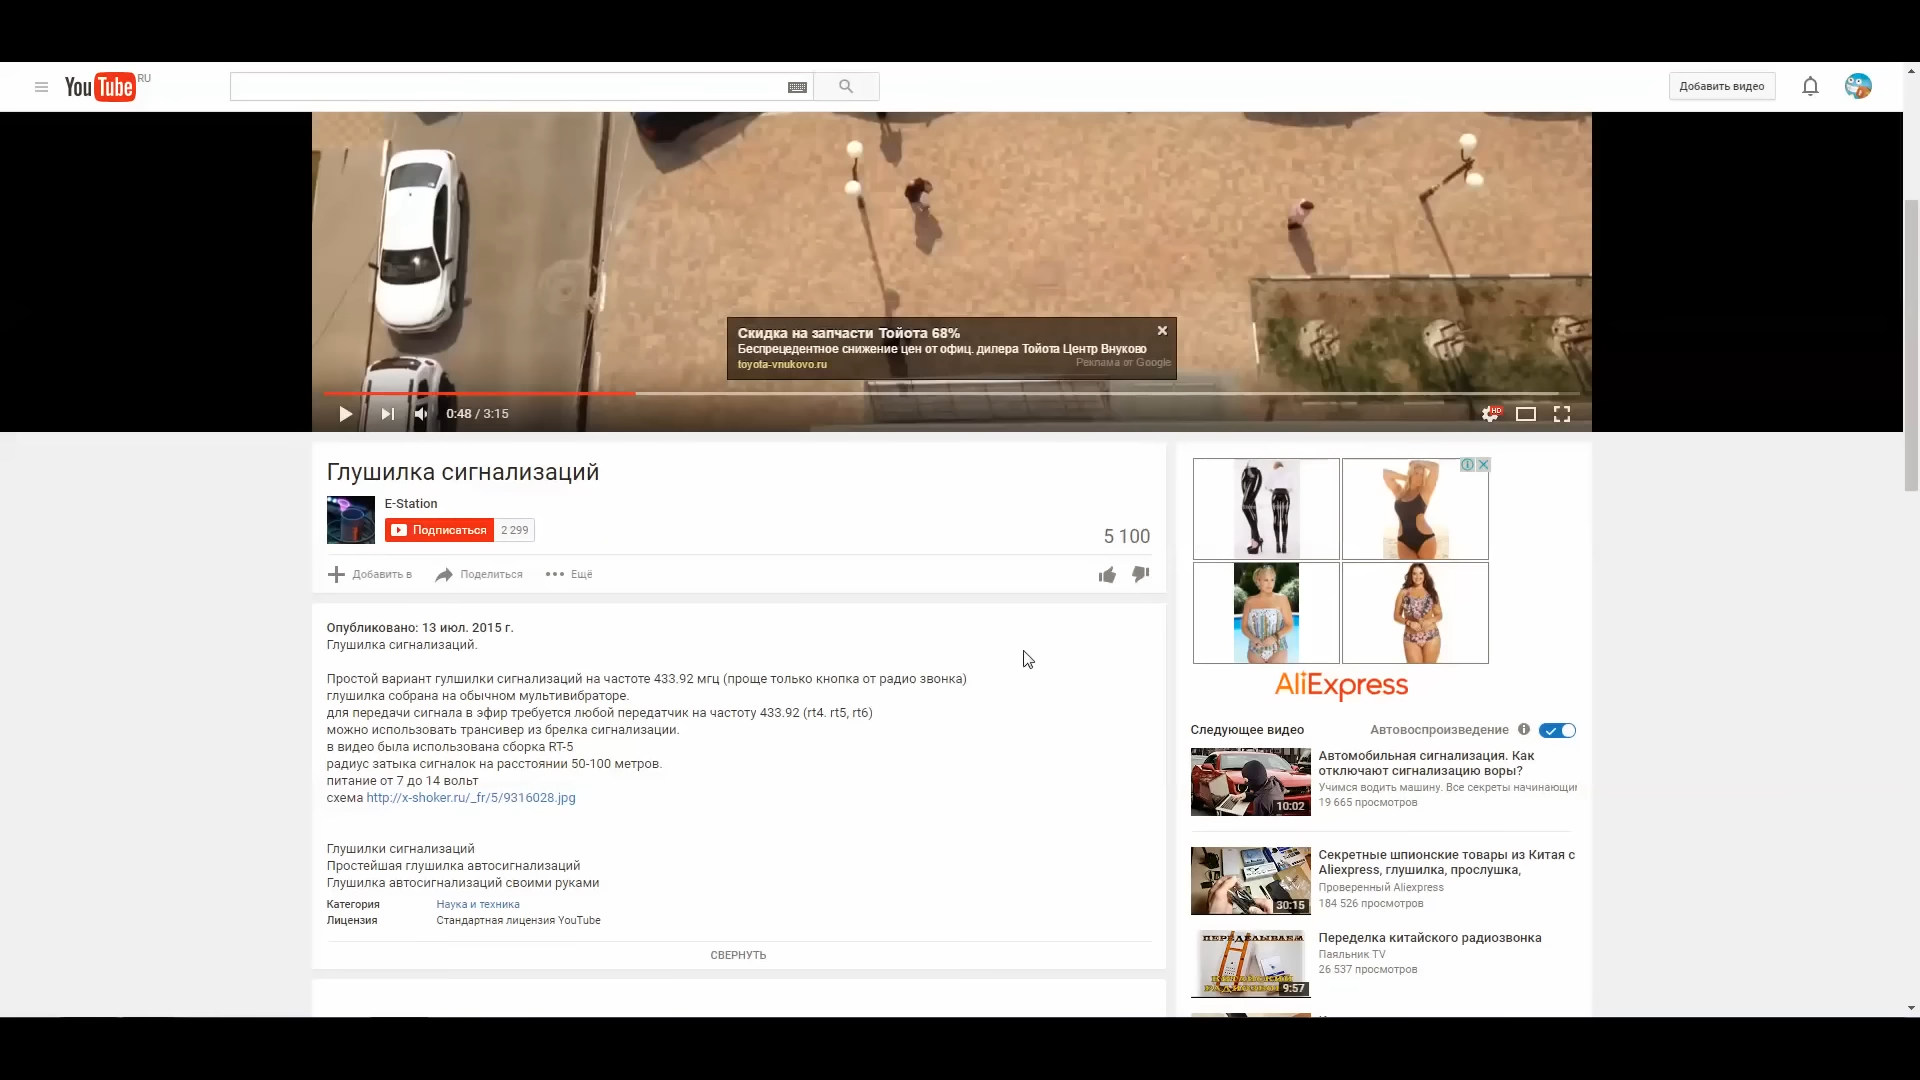 YouTube RU
Добавить видео
Скидка на запчасти Тойота 68%
Беспрецедентное снижение цен от офиц. дилера Тойота Центр Внуково
toyota-vnukovo.ru
Реклама от Google
0:48 / 3:15
HD
Глушилка сигнализаций
E-Station
Подписаться 2 299
5 100
Добавить в Поделиться Ещё
Опубликовано: 13 июл. 2015 г.
Глушилка сигнализаций.
Простой вариант гулшилки сигнализаций на частоте 433.92 мгц (проще только кнопка от радио звонка)
глушилка собрана на обычном мультивибраторе.
для передачи сигнала в эфир требуется любой передатчик на частоту 433.92 (rt4. rt5, rt6)
можно использовать трансивер из брелка сигнализации.
в видео была использована сборка RT-5
радиус затыка сигналок на расстоянии 50-100 метров.
питание от 7 до 14 вольт
схема http://x-shoker.ru/_fr/5/9316028.jpg
Глушилки сигнализаций
Простейшая глушилка автосигнализаций
Глушилка автосигнализаций своими руками
Категория Наука и техника
Лицензия Стандартная лицензия YouTube
СВЕРНУТЬ
AliExpress
Следующее видео Автовоспроизведение
Автомобильная сигнализация. Как
отключают сигнализацию воры?
Учимся водить машину. Все секреты начинающи
19 665 просмотров
10:02
Секретные шпионские товары из Китая с
Aliexpress, глушилка, прослушка,
Проверенный Aliexpress
184 526 просмотров
30:15
Переделка китайского радиозвонка
Паяльник TV
26 537 просмотров
ПЕРЕДЕЛЫВАЕМ
9:57